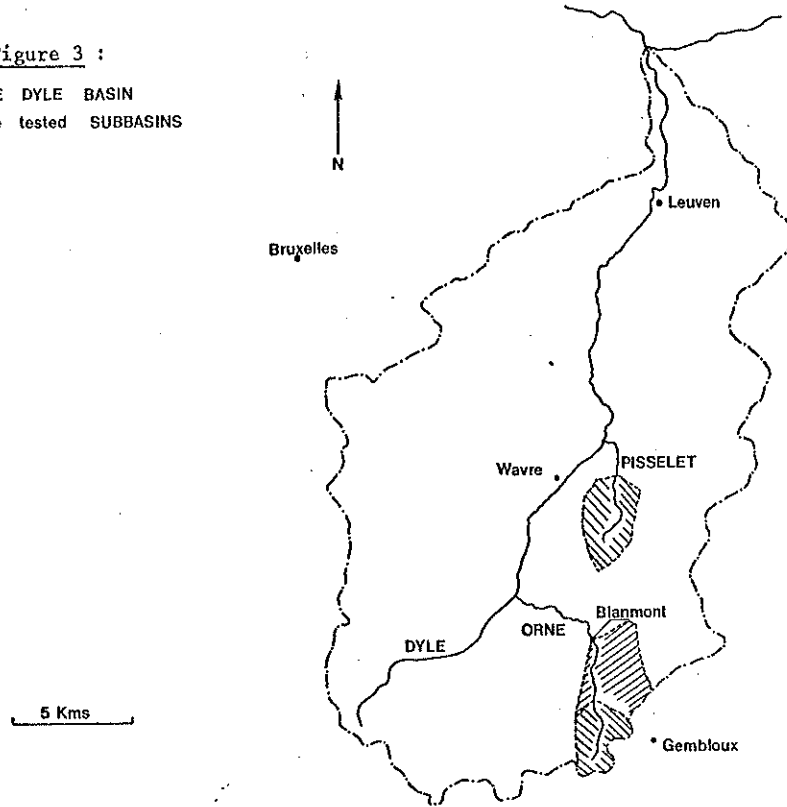 Figure 3 :
DYLE BASIN
tested SUBBASINS
N
Leuven
Bruxelles
Wavre
PISSELET
Blanmont
ORNE
DYLE
5 Kms
Gembloux